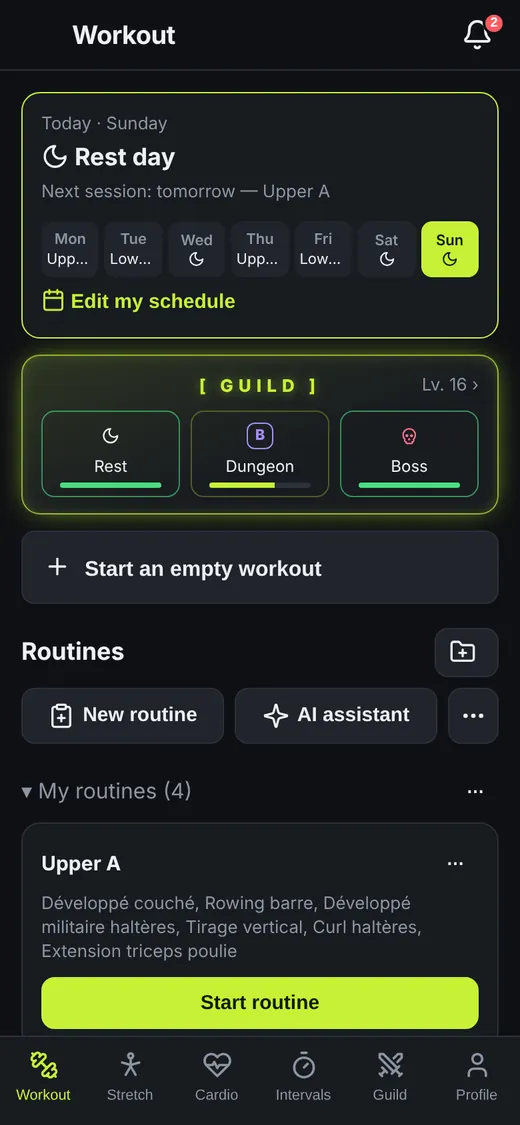 Workout
2
Today · Sunday
Rest day
Next session: tomorrow — Upper A
Mon Tue Wed Thu Fri Sat Sun
Upp... Low... Upp... Low...
Edit my schedule
[ GUILD ]
Lv. 16 ›
B
Rest Dungeon Boss
Start an empty workout
Routines
New routine
AI assistant
...
▾ My routines (4)
...
Upper A
...
Développé couché, Rowing barre, Développé
militaire haltères, Tirage vertical, Curl haltères,
Extension triceps poulie
Start routine
Workout Stretch Cardio Intervals Guild Profile